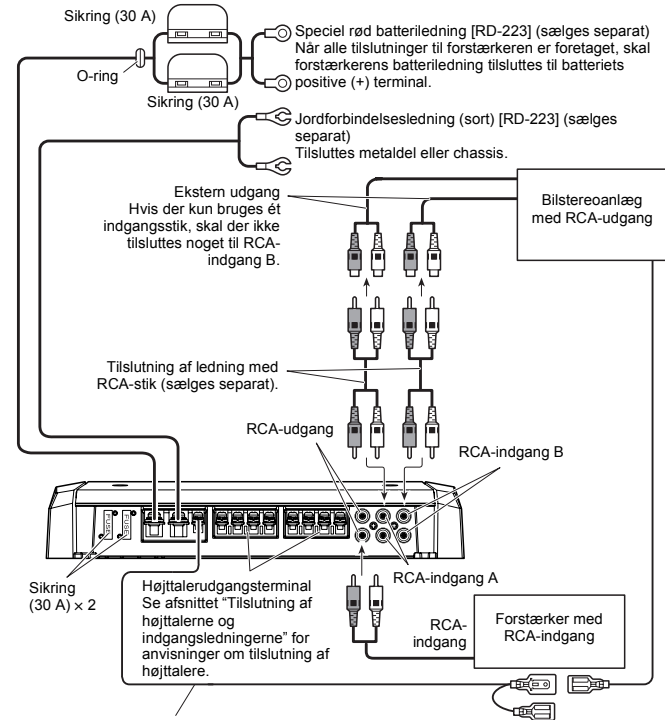 Sikring (30 A)
O-ring
Sikring (30 A)
Speciel rød batteriledning [RD-223] (sælges separat)
Når alle tilslutninger til forstærkeren er foretaget, skal
forstærkerens batteriledning tilsluttes til batteriets
positive (+) terminal.
Jordforbindelsesledning (sort) [RD-223] (sælges
separat)
Tilsluttes metaldel eller chassis.
Ekstern udgang
Hvis der kun bruges ét
indgangsstik, skal der ikke
tilsluttes noget til RCA-
indgang B.
Bilstereoanlæg
med RCA-udgang
Tilslutning af ledning med
RCA-stik (sælges separat).
RCA-udgang
RCA-indgang B
FUSE
FUSE
Sikring
(30 A) × 2
Højttalerudgangsterminal
Se afsnittet “Tilslutning af
højttalerne og
indgangsledningerne” for
anvisninger om tilslutning af
højttalere.
RCA-indgang A
RCA-
indgang
Forstærker med
RCA-indgang